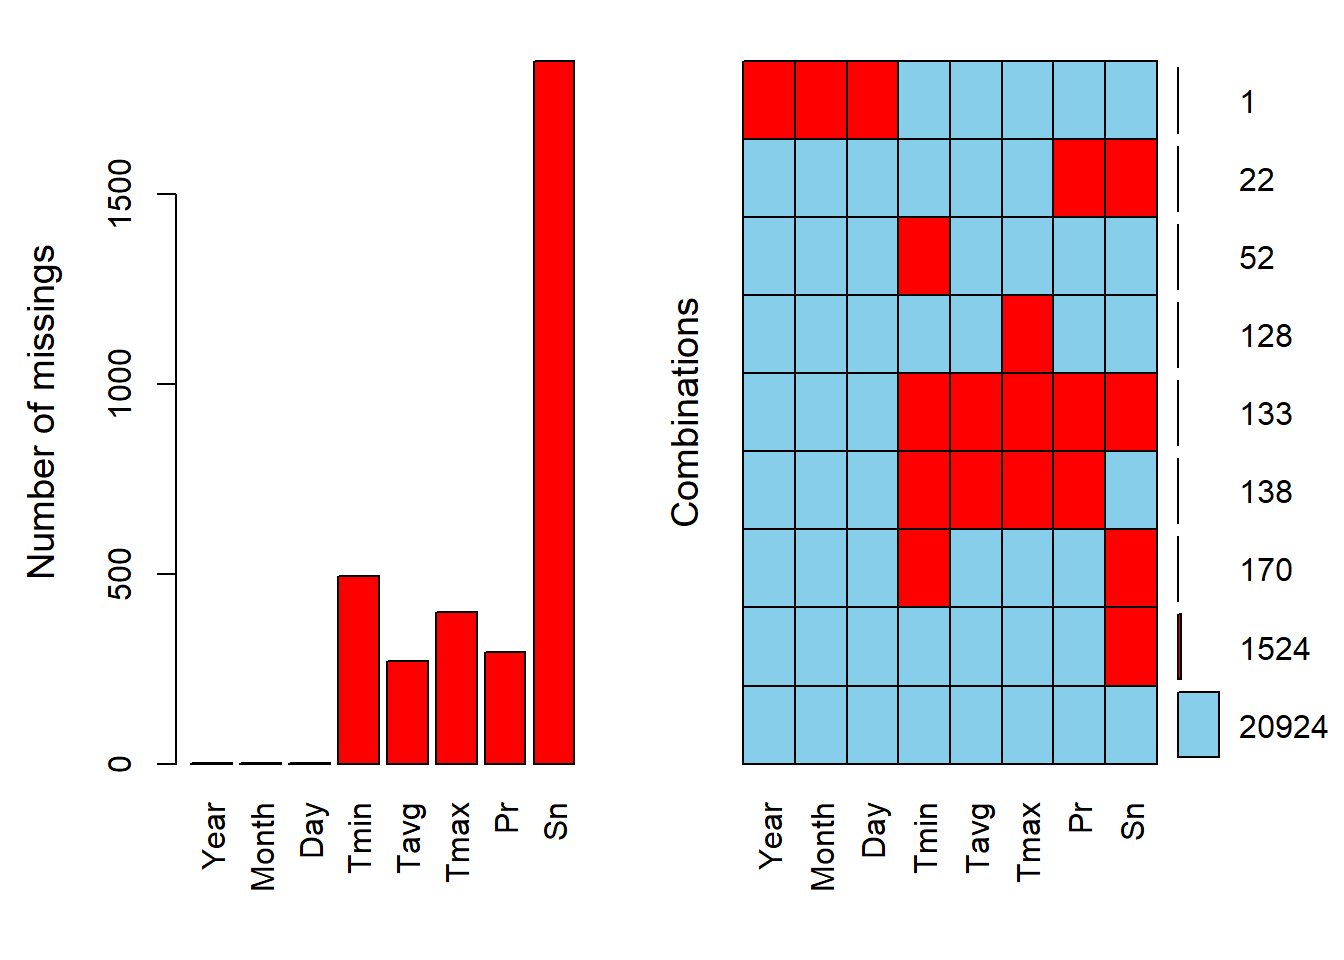 Number of missings
1500
1000
500
0
Year
Month
Day
Tmin
Tavg
Tmax
Pr
Sn
Combinations
1
22
52
128
133
138
170
1524
20924
Year
Month
Day
Tmin
Tavg
Tmax
Pr
Sn